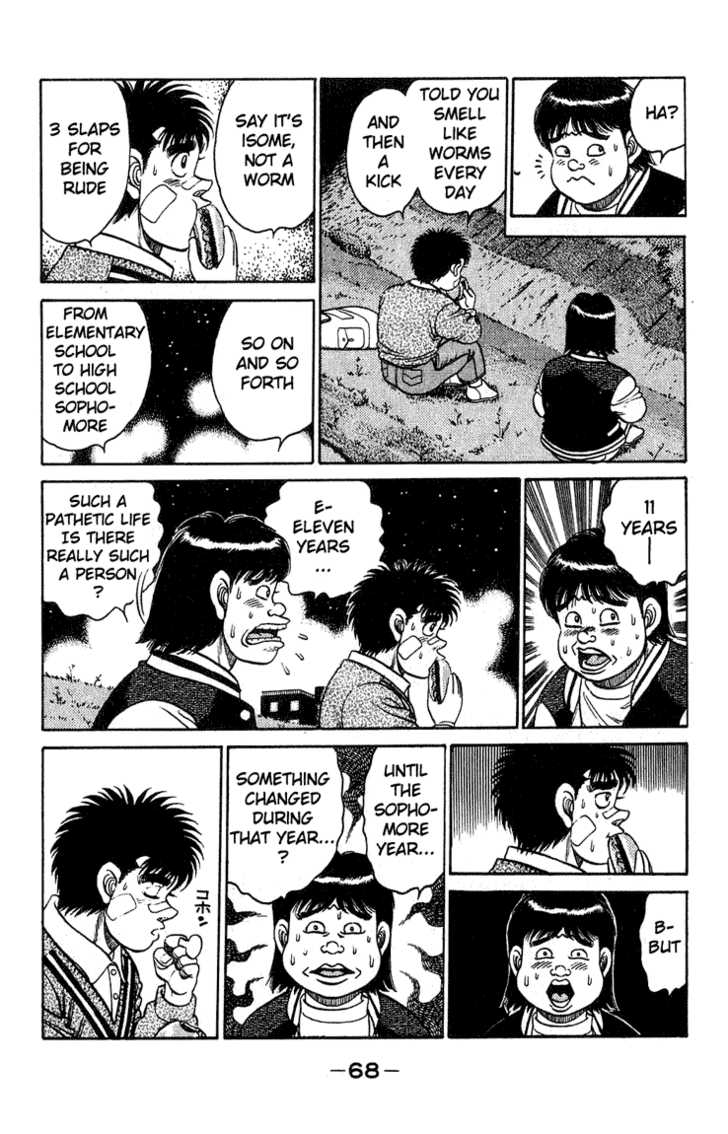 HA?
TOLD YOU
SMELL
LIKE
WORMS
EVERY
DAY
AND
THEN
A
KICK
SAY IT'S
ISOME,
NOT A
WORM
3 SLAPS
FOR
BEING
RUDE
SO ON
AND SO
FORTH
FROM
ELEMENTARY
SCHOOL
TO HIGH
SCHOOL
SOPHO-
MORE
11
YEARS
—
E-
ELEVEN
YEARS
...
SUCH A
PATHETIC LIFE
IS THERE
REALLY SUCH
A PERSON
?
B-
BUT
UNTIL
THE
SOPHO-
MORE
YEAR...
SOMETHING
CHANGED
DURING
THAT YEAR...
?
コホッ
—68—